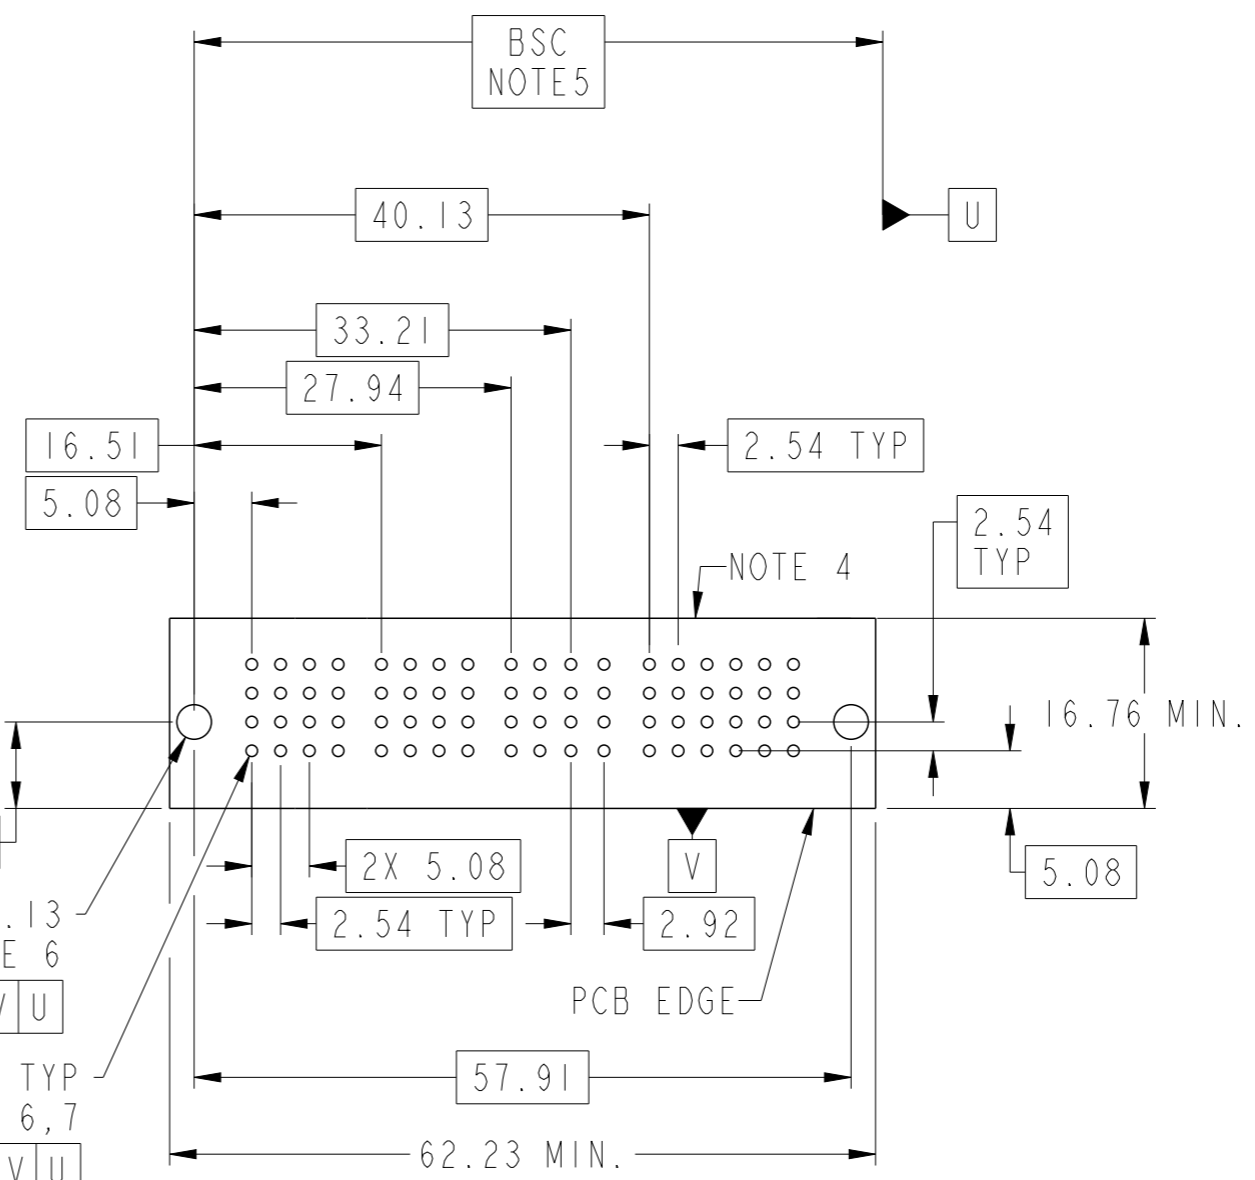 BSC
NOTE5
40.13
U
33.21
27.94
16.51
2.54 TYP
5.08
2.54
TYP
NOTE 4
16.76 MIN.
2X 5.08
V
5.08
.13
2.54 TYP
2.92
E 6
U
PCB EDGE
TYP
57.91
6,7
62.23 MIN.
V U